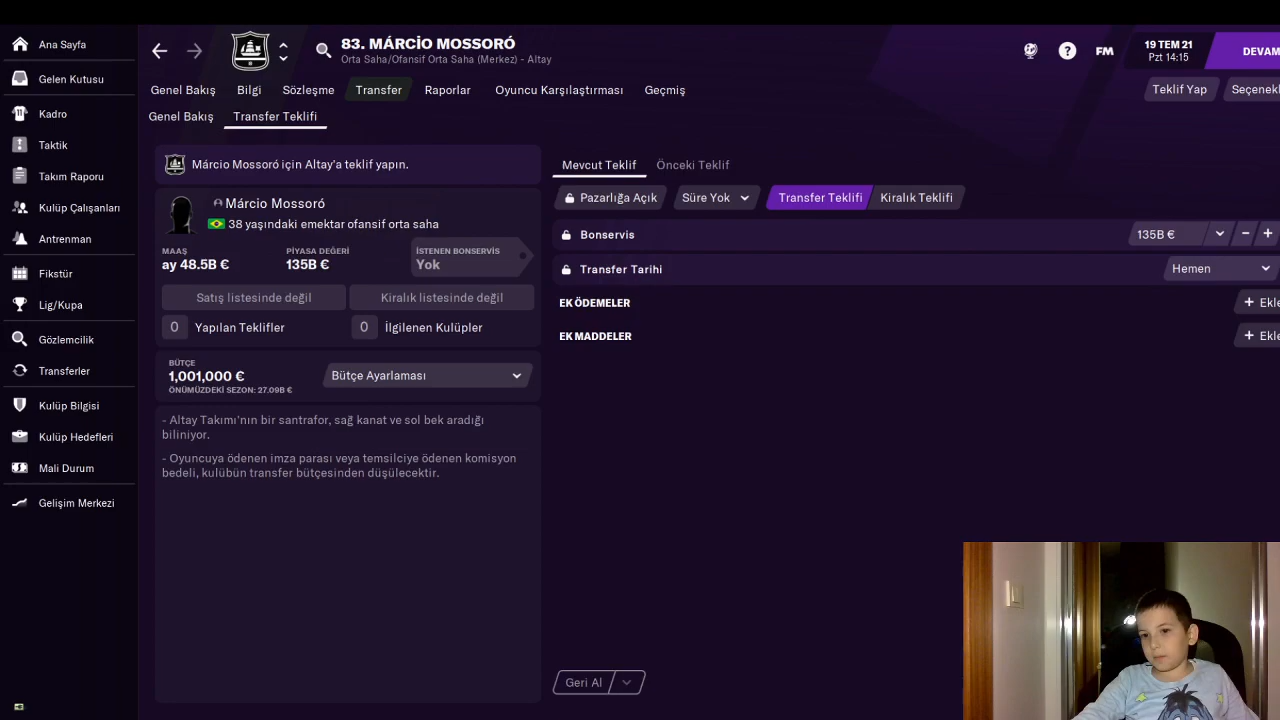 Ana Sayfa
Gelen Kutusu
Kadro
Taktik
Takım Raporu
Kulüp Çalışanları
Antrenman
Fikstür
Lig/Kupa
Gözlemcilik
Transferler
Kulüp Bilgisi
Kulüp Hedefleri
Mali Durum
Gelişim Merkezi
83. MÁRCİO MOSSORÓ
Orta Saha/Ofansif Orta Saha (Merkez) - Altay
FM
19 TEM 21
Pzt 14:15
DEVAM
Genel Bakış Bilgi Sözleşme Transfer Raporlar Oyuncu Karşılaştırması Geçmiş
Teklif Yap Seçenekl
Genel Bakış Transfer Teklifi
Márcio Mossoró için Altay'a teklif yapın.
Márcio Mossoró
38 yaşındaki emektar ofansif orta saha
MAAŞ PİYASA DEĞERİ İSTENEN BONSERVİS
ay 48.5B € 135B € Yok
Satış listesinde değil Kiralık listesinde değil
0 Yapılan Teklifler 0 İlgilenen Kulüpler
BÜTÇE
1,001,000 €
ÖNÜMÜZDEKİ SEZON: 27.09B €
Bütçe Ayarlaması
- Altay Takımı'nın bir santrafor, sağ kanat ve sol bek aradığı
biliniyor.
- Oyuncuya ödenen imza parası veya temsilciye ödenen komisyon
bedeli, kulübün transfer bütçesinden düşülecektir.
Mevcut Teklif Önceki Teklif
Pazarlığa Açık Süre Yok Transfer Teklifi Kiralık Teklifi
Bonservis 135B € − +
Transfer Tarihi Hemen
EK ÖDEMELER + Ekle
EK MADDELER + Ekle
Geri Al